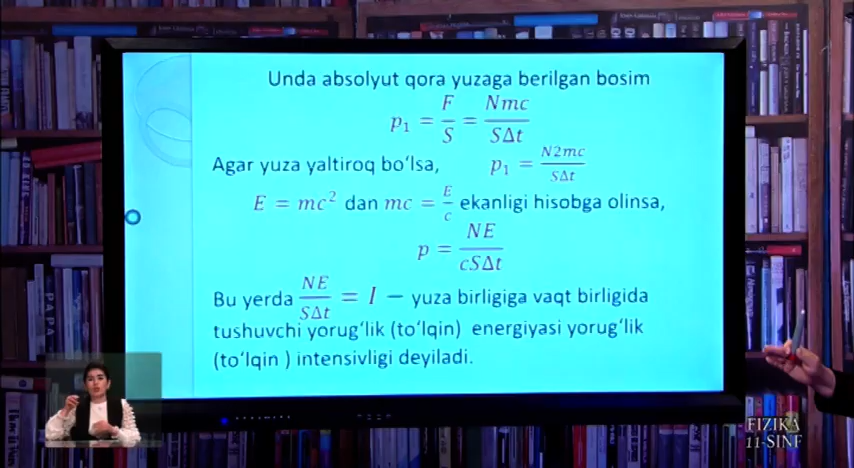 Unda absolyut qora yuzaga berilgan bosim
p₁ = F/S = Nmc/SΔt
Agar yuza yaltiroq bo‘lsa, p₁ = N2mc/SΔt
E = mc² dan mc = E/c ekanligi hisobga olinsa,
p = NE/cSΔt
Bu yerda NE/SΔt = I – yuza birligiga vaqt birligida
tushuvchi yorug‘lik (to‘lqin) energiyasi yorug‘lik
(to‘lqin ) intensivligi deyiladi.
FIZIKA
11-SINF